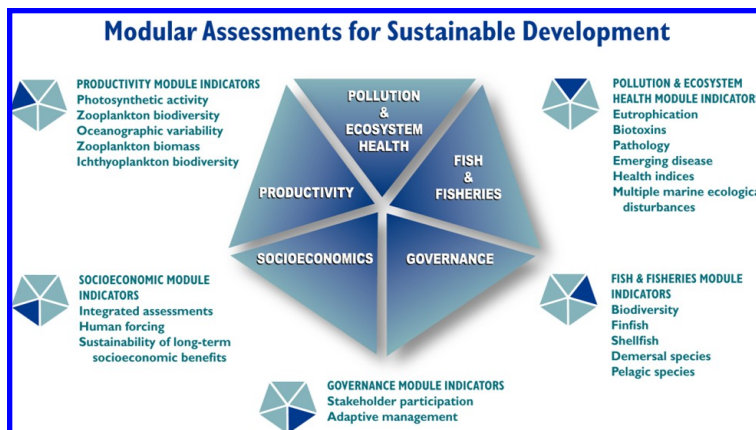 Modular Assessments for Sustainable Development
PRODUCTIVITY MODULE INDICATORS
Photosynthetic activity
Zooplankton biodiversity
Oceanographic variability
Zooplankton biomass
Ichthyoplankton biodiversity
POLLUTION & ECOSYSTEM
HEALTH MODULE INDICATOR
Eutrophication
Biotoxins
Pathology
Emerging disease
Health indices
Multiple marine ecologica
disturbances
POLLUTION
&
ECOSYSTEM
HEALTH
FISH
&
FISHERIES
PRODUCTIVITY
SOCIOECONOMICS
GOVERNANCE
SOCIOECONOMIC MODULE
INDICATORS
Integrated assessments
Human forcing
Sustainability of long-term
socioeconomic benefits
FISH & FISHERIES MODULE
INDICATORS
Biodiversity
Finfish
Shellfish
Demersal species
Pelagic species
GOVERNANCE MODULE INDICATORS
Stakeholder participation
Adaptive management